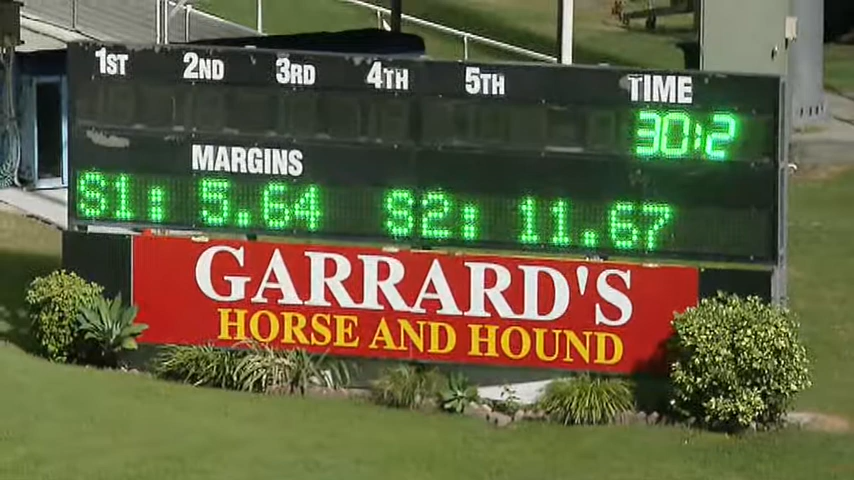 1ST 2ND 3RD 4TH 5TH TIME
30:2
MARGINS
S1: 5.64 S2: 11.67
GARRARD'S
HORSE AND HOUND